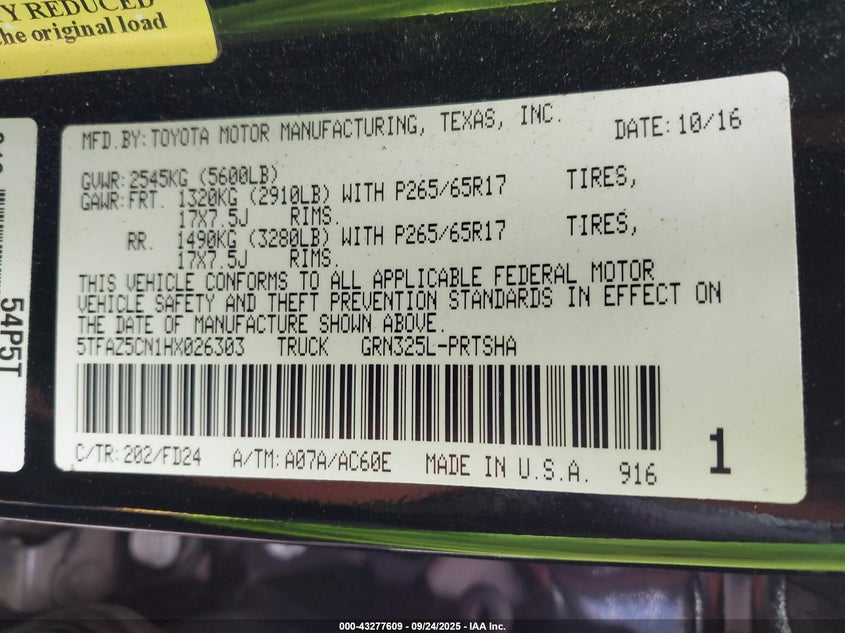 Y REDUCED
the original load
MFD.BY:TOYOTA MOTOR MANUFACTURING, TEXAS, INC. DATE:10/16
GVWR:2545KG (5600LB)
GAWR:FRT. 1320KG (2910LB) WITH P265/65R17 TIRES,
17X7.5J RIMS.
RR. 1490KG (3280LB) WITH P265/65R17 TIRES,
17X7.5J RIMS.
THIS VEHICLE CONFORMS TO ALL APPLICABLE FEDERAL MOTOR
VEHICLE SAFETY AND THEFT PREVENTION STANDARDS IN EFFECT ON
THE DATE OF MANUFACTURE SHOWN ABOVE.
5TFAZ5CN1HX026303 TRUCK GRN325L-PRTSHA
C/TR:202/FD24 A/TM:A07A/AC60E MADE IN U.S.A. 916
1
54P5T
000-43277609 - 09/24/2025 - IAA Inc.